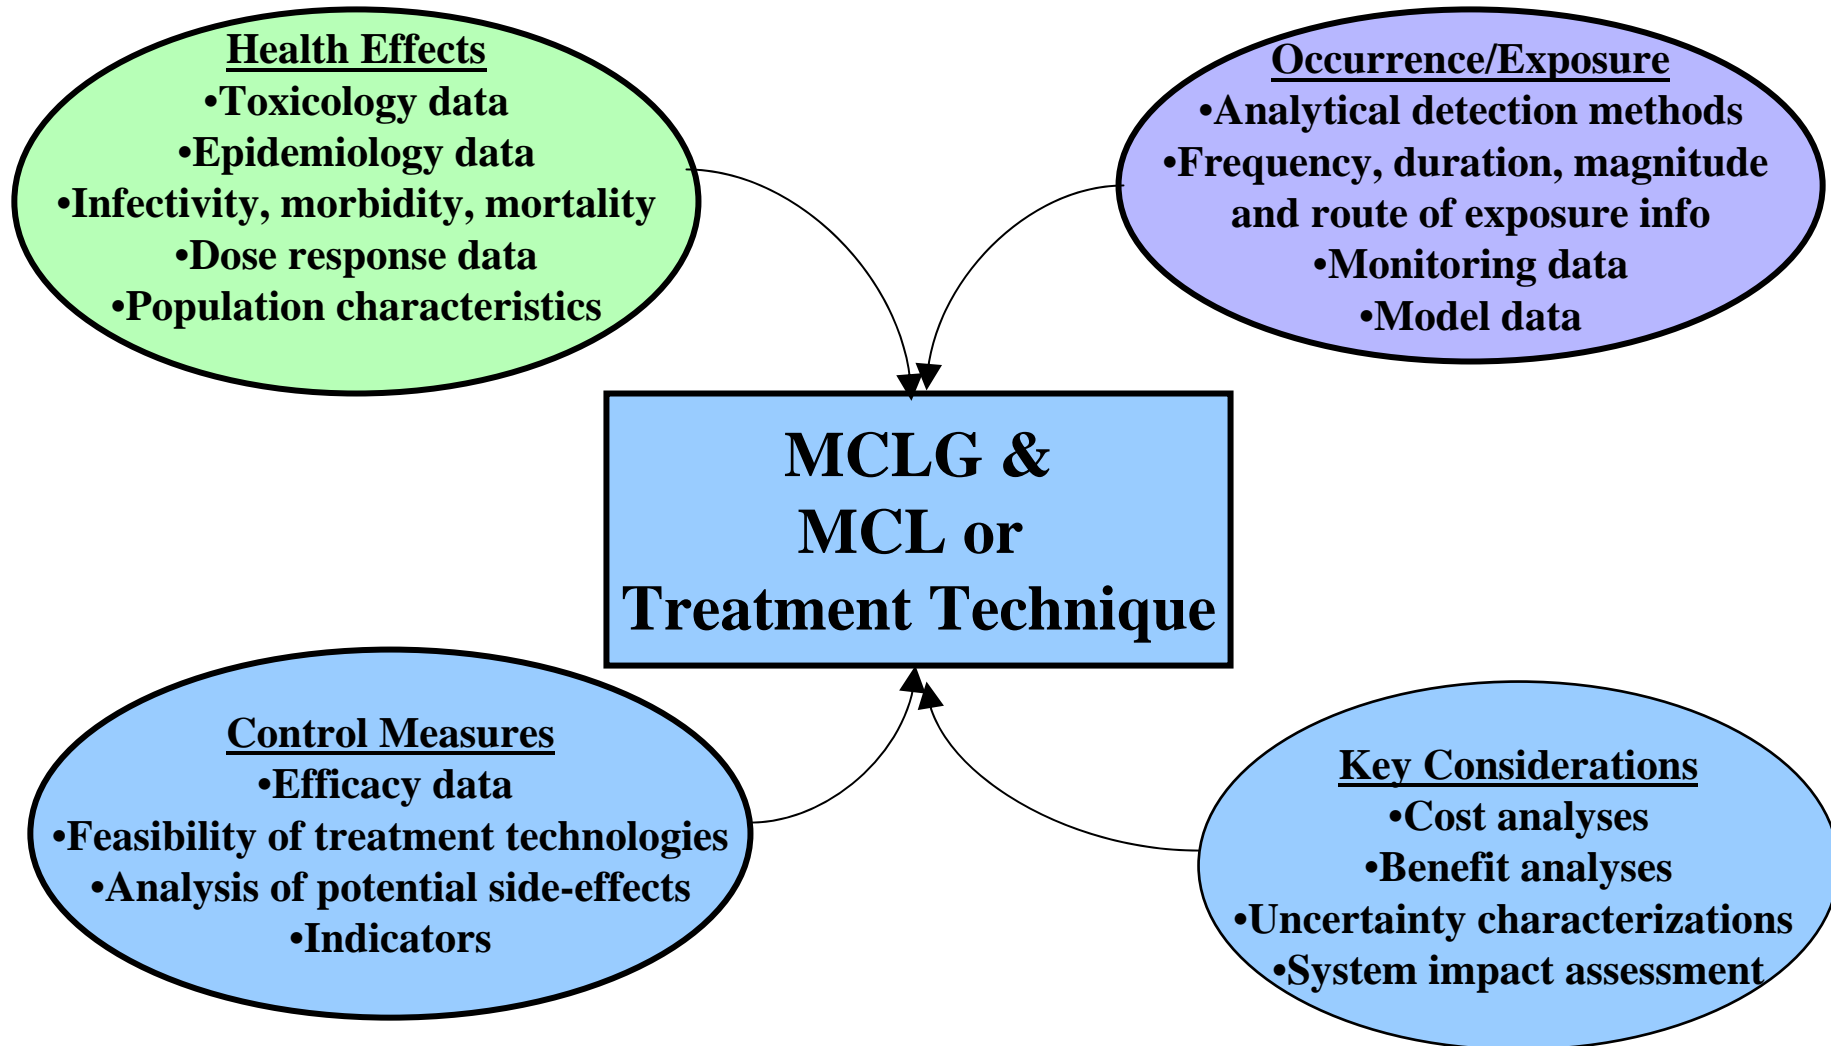 Health Effects
•Toxicology data
•Epidemiology data
•Infectivity, morbidity, mortality
•Dose response data
•Population characteristics
Occurrence/Exposure
•Analytical detection methods
•Frequency, duration, magnitude
and route of exposure info
•Monitoring data
•Model data
MCLG &
MCL or
Treatment Technique
Control Measures
•Efficacy data
•Feasibility of treatment technologies
•Analysis of potential side-effects
•Indicators
Key Considerations
•Cost analyses
•Benefit analyses
•Uncertainty characterizations
•System impact assessment